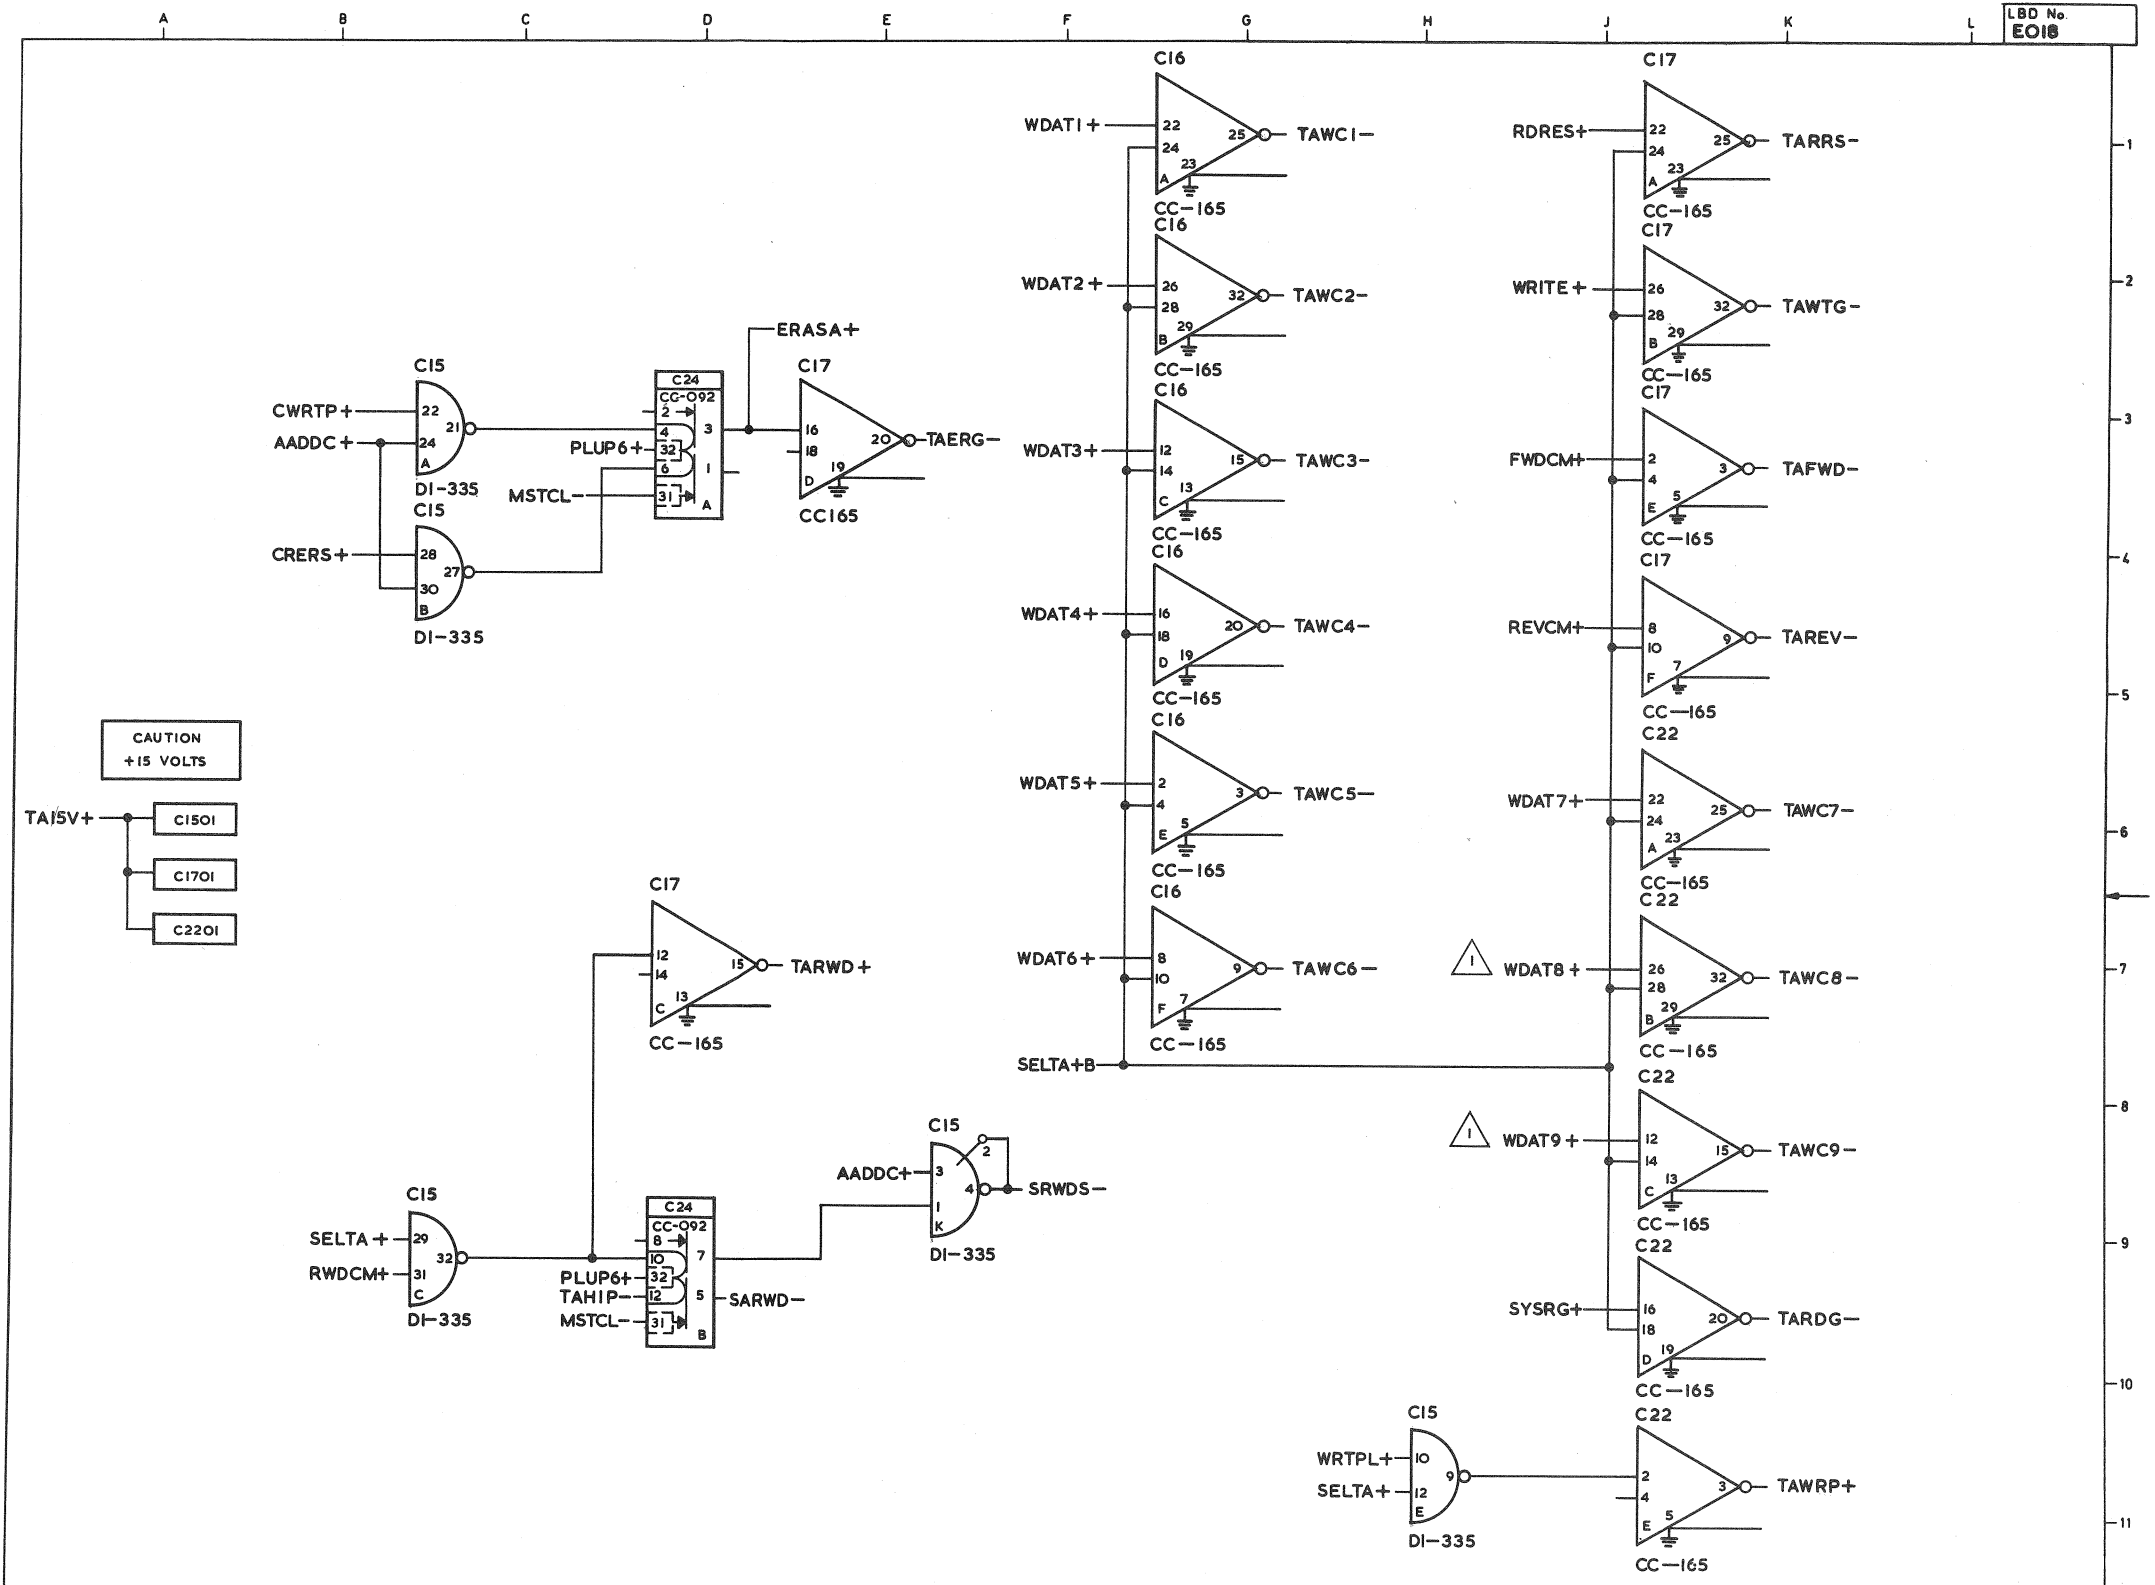 A B C D E F G H J K L
LBD No.
E018
1
2
3
4
5
6
7
8
9
10
11
C15
CWRTP+
22
21
AADDC+
24
A
DI-335
C15
CRERS+
28
27
30
B
DI-335
C24
CC-092
2
4
3
PLUP6+
32
6
1
MSTCL-
31
A
ERASA+
C17
16
18
20
TAERG-
19
D
CC165
CAUTION
+15 VOLTS
TA15V+
C1501
C1701
C2201
C17
12
14
15
TARWD+
13
C
CC-165
C15
SELTA+
29
32
RWDCM+
31
C
DI-335
C24
CC-092
8
10
7
PLUP6+
32
TAHIP-
12
5
SARWD-
MSTCL-
31
B
C15
2
AADDC+
3
4
SRWDS-
1
K
DI-335
C16
WDAT1+
22
25
TAWC1-
24
23
A
CC-165
C16
WDAT2+
26
32
TAWC2-
28
29
B
CC-165
C16
WDAT3+
12
15
TAWC3-
14
13
C
CC-165
C16
WDAT4+
16
20
TAWC4-
18
19
D
CC-165
C16
WDAT5+
2
3
TAWC5-
4
5
E
CC-165
C16
WDAT6+
8
9
TAWC6-
10
7
F
CC-165
SELTA+B
C17
RDRES+
22
25
TARRS-
24
23
A
CC-165
C17
WRITE+
26
32
TAWTG-
28
29
B
CC-165
C17
FWDCM+
2
3
TAFWD-
4
5
E
CC-165
C17
REVCM+
8
9
TAREV-
10
7
F
CC-165
C22
WDAT7+
22
25
TAWC7-
24
23
A
CC-165
C22
1
WDAT8+
26
32
TAWC8-
28
29
B
CC-165
C22
1
WDAT9+
12
15
TAWC9-
14
13
C
CC-165
C22
SYSRG+
16
20
TARDG-
18
19
D
CC-165
C15
WRTPL+
10
9
SELTA+
12
E
DI-335
C22
2
3
TAWRP+
4
5
E
CC-165